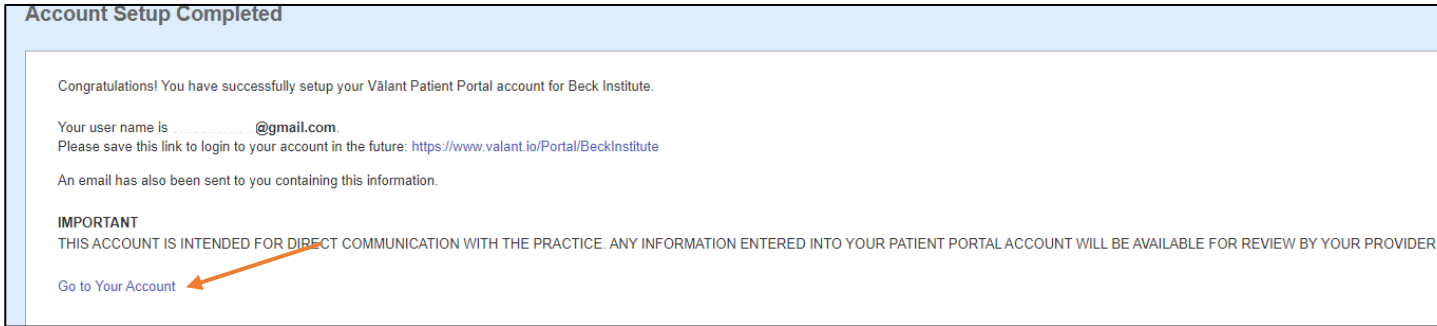 Account Setup Completed
Congratulations! You have successfully setup your Vālant Patient Portal account for Beck Institute.
Your user name is @gmail.com.
Please save this link to login to your account in the future: https://www.valant.io/Portal/BeckInstitute
An email has also been sent to you containing this information.
IMPORTANT
THIS ACCOUNT IS INTENDED FOR DIRECT COMMUNICATION WITH THE PRACTICE. ANY INFORMATION ENTERED INTO YOUR PATIENT PORTAL ACCOUNT WILL BE AVAILABLE FOR REVIEW BY YOUR PROVIDER
Go to Your Account